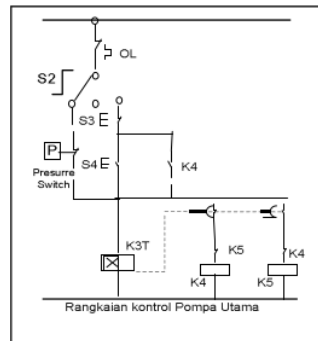 OL
S2
S3
P
Presurre
Switch
S4
K4
K3T
K5
K4
K4
K5
Rangkaian kontrol Pompa Utama